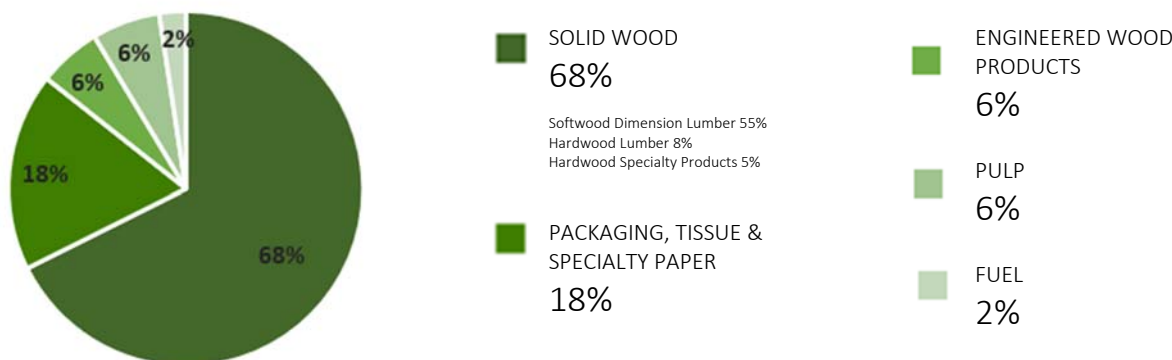 2%
6%
6%
18%
68%
SOLID WOOD
68%
Softwood Dimension Lumber 55%
Hardwood Lumber 8%
Hardwood Specialty Products 5%
PACKAGING, TISSUE &
SPECIALTY PAPER
18%
ENGINEERED WOOD
PRODUCTS
6%
PULP
6%
FUEL
2%